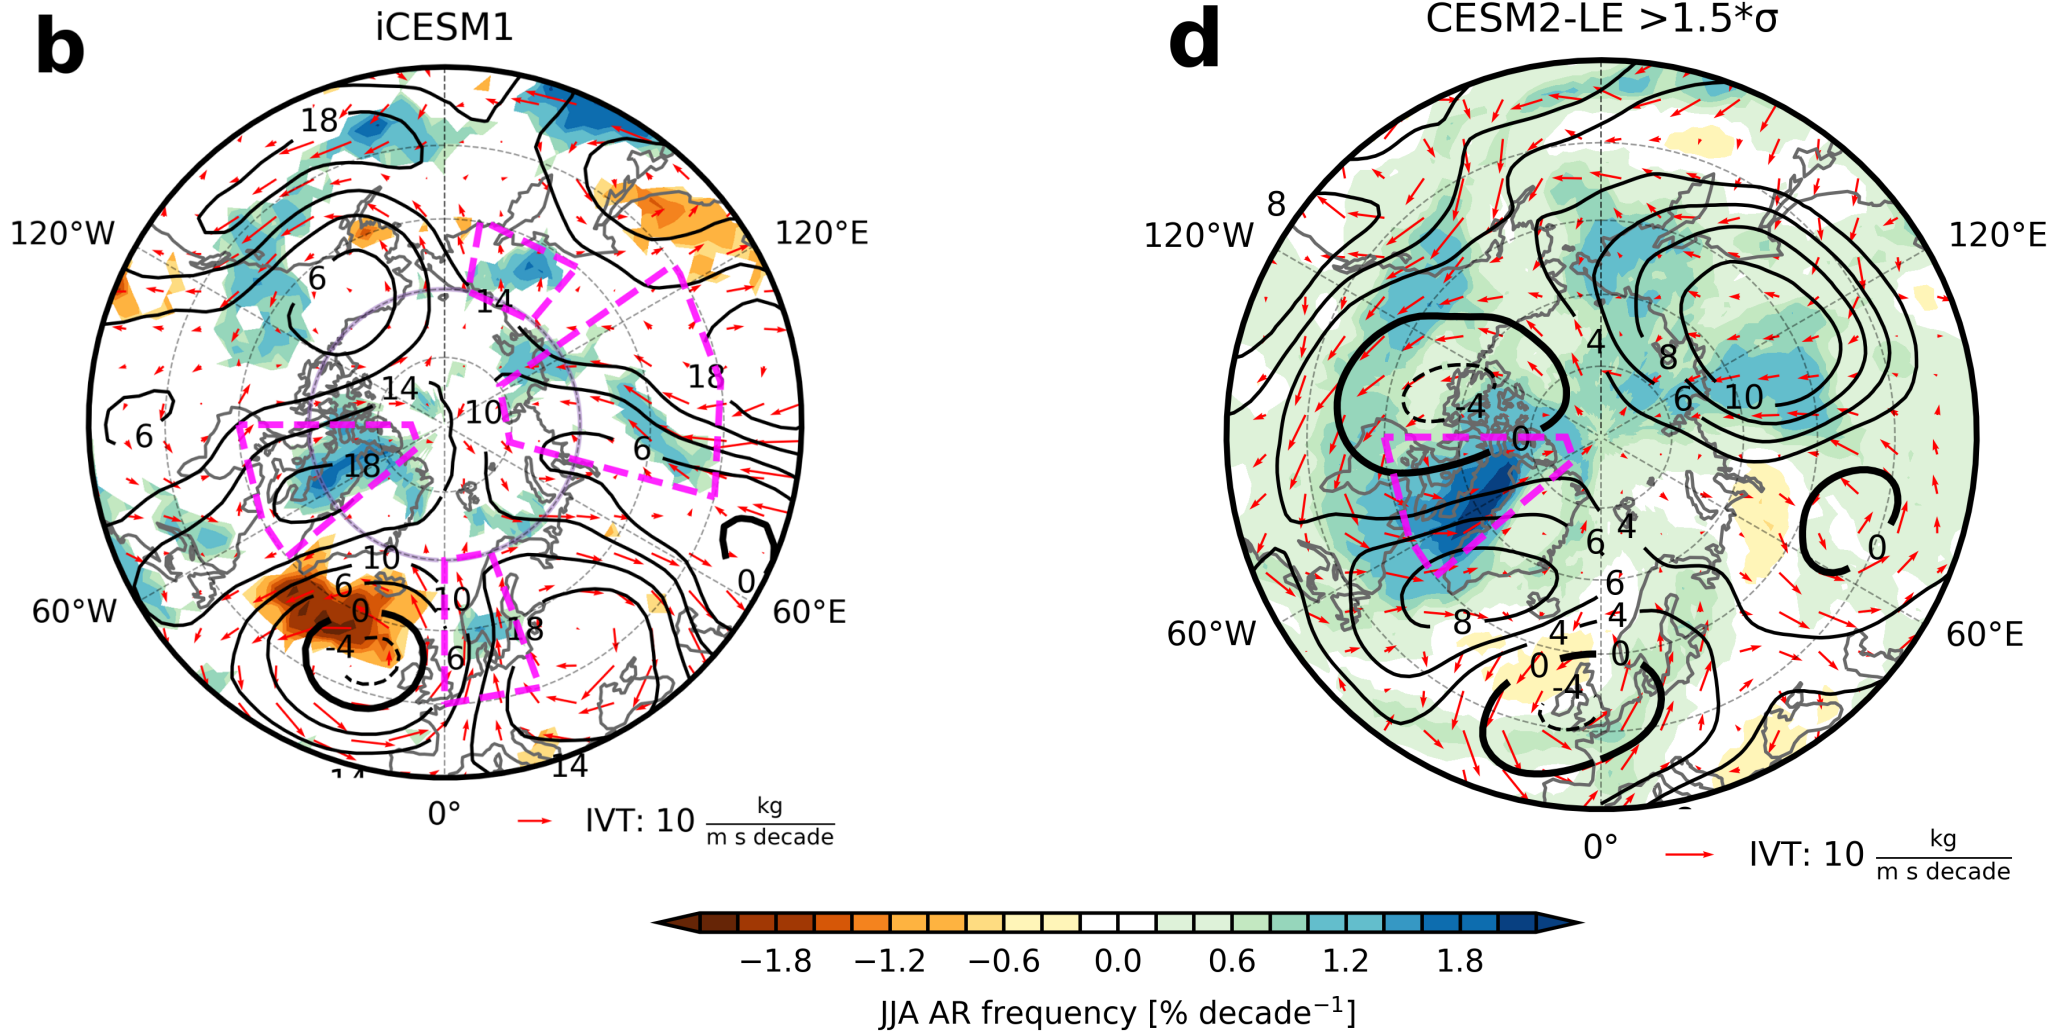 b
iCESM1
18
120°W
120°E
6
14
14
18
10
6
6
18
10
6
10
0
0
-4
18
6
60°W
60°E
14
14
0°
IVT: 10 kg
m s decade
d
CESM2-LE >1.5*σ
8
120°W
120°E
4
8
6
10
-4
0
4
6
0
6
8
4
4
0
0
-4
60°W
60°E
0°
IVT: 10 kg
m s decade
−1.8 −1.2 −0.6 0.0 0.6 1.2 1.8
JJA AR frequency [% decade⁻¹]